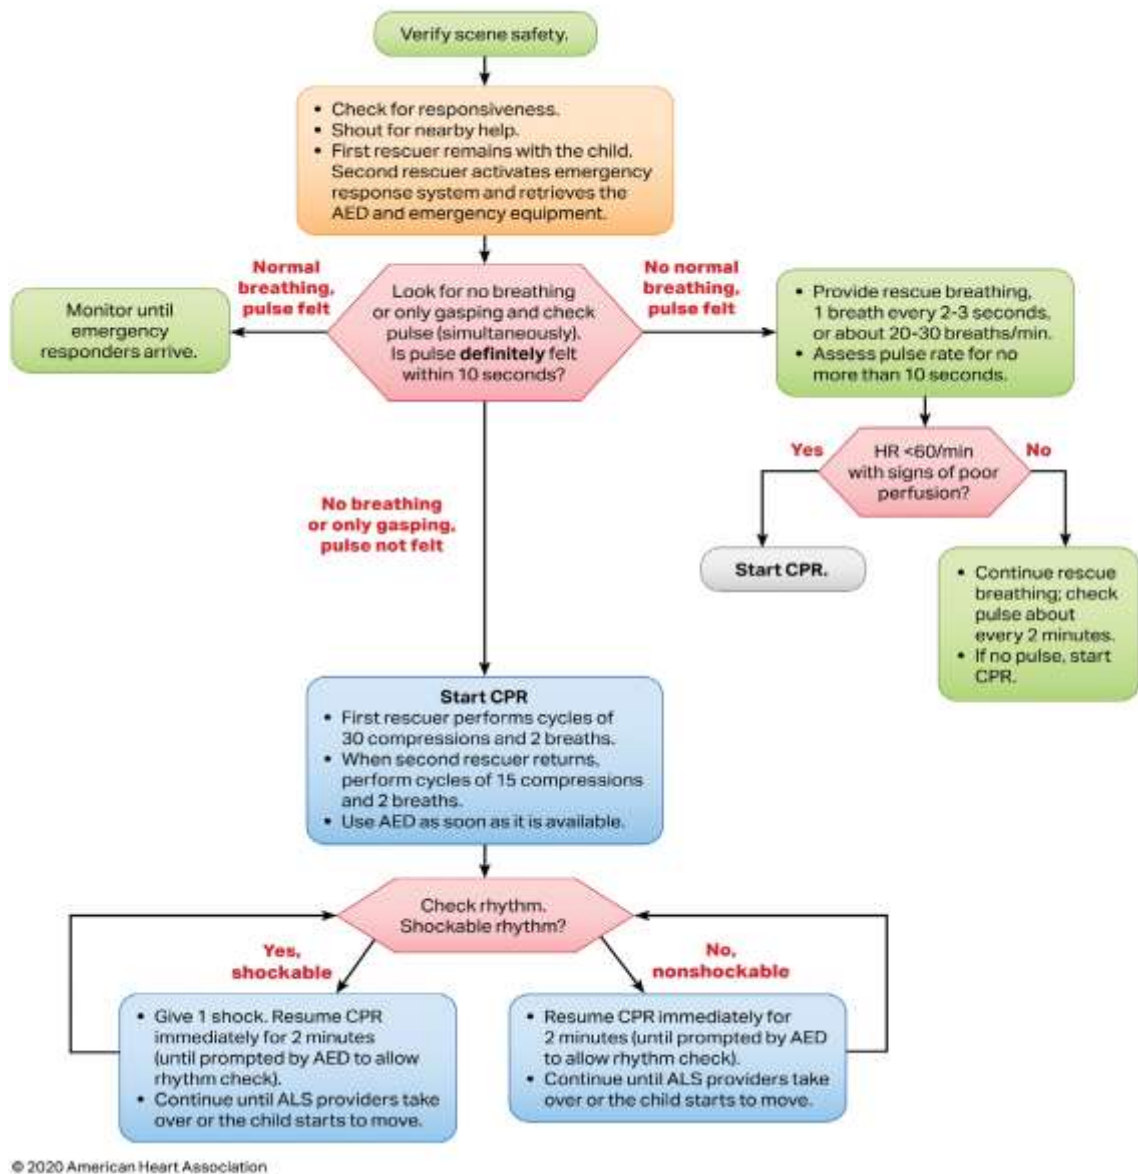 Verify scene safety.
• Check for responsiveness.
• Shout for nearby help.
• First rescuer remains with the child.
Second rescuer activates emergency
response system and retrieves the
AED and emergency equipment.
Normal
breathing,
pulse felt
No normal
breathing,
pulse felt
Monitor until
emergency
responders arrive.
Look for no breathing
or only gasping and check
pulse (simultaneously).
Is pulse definitely felt
within 10 seconds?
• Provide rescue breathing,
1 breath every 2-3 seconds,
or about 20-30 breaths/min.
• Assess pulse rate for no
more than 10 seconds.
Yes
HR <60/min
with signs of poor
perfusion?
No
No breathing
or only gasping,
pulse not felt
Start CPR.
• Continue rescue
breathing; check
pulse about
every 2 minutes.
• If no pulse, start
CPR.
Start CPR
• First rescuer performs cycles of
30 compressions and 2 breaths.
• When second rescuer returns,
perform cycles of 15 compressions
and 2 breaths.
• Use AED as soon as it is available.
Check rhythm.
Shockable rhythm?
Yes,
shockable
No,
nonshockable
• Give 1 shock. Resume CPR
immediately for 2 minutes
(until prompted by AED to allow
rhythm check).
• Continue until ALS providers take
over or the child starts to move.
• Resume CPR immediately for
2 minutes (until prompted by AED
to allow rhythm check).
• Continue until ALS providers take
over or the child starts to move.
© 2020 American Heart Association